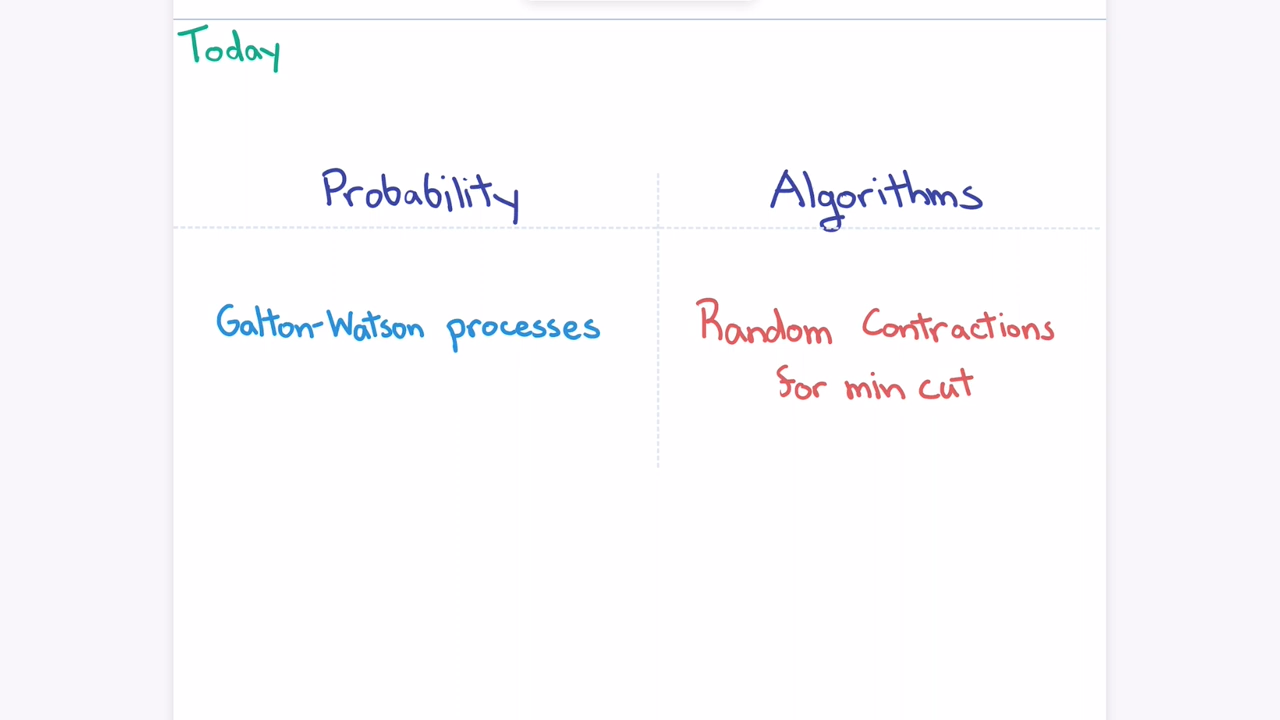 Today
Probability
Algorithms
Galton-Watson processes
Random Contractions
for min cut